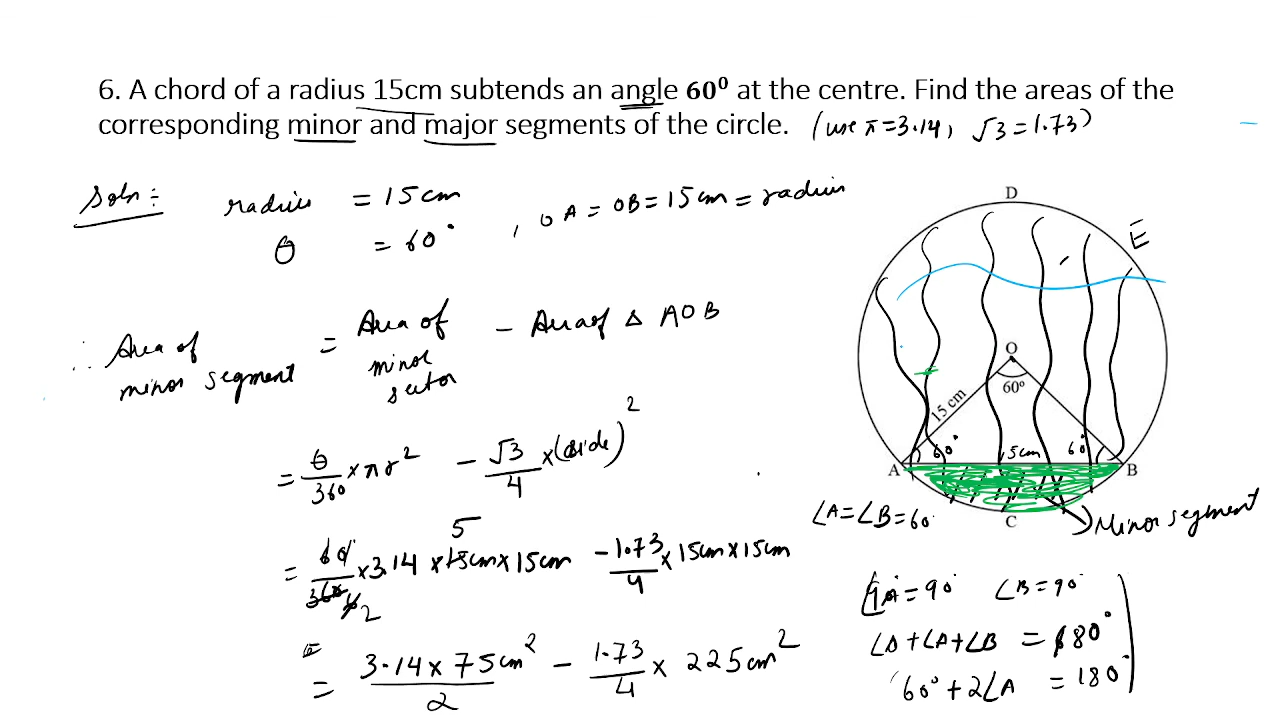 6. A chord of a radius 15cm subtends an angle 60⁰ at the centre. Find the areas of the
corresponding minor and major segments of the circle. (use π=3.14, √3=1.73)
Soln:
radius = 15cm
θ = 60°, OA = OB = 15cm = radius
∴ Area of minor segment = Area of minor sector - Area of Δ AOB
= θ/360 × πr² - √3/4 × (side)²
= 60/360 × 3.14 × 15cm × 15cm - 1.73/4 × 15cm × 15cm
6 2 5
= 3.14 × 75cm²/2 - 1.73/4 × 225cm²
D
E
O
60⁰
15 cm
60° 15cm 60°
A B
C
Minor segment
∠A=∠B=60
= 90° ∠B = 90°
∠O+∠A+∠B = 180°
60°+2∠A = 180°